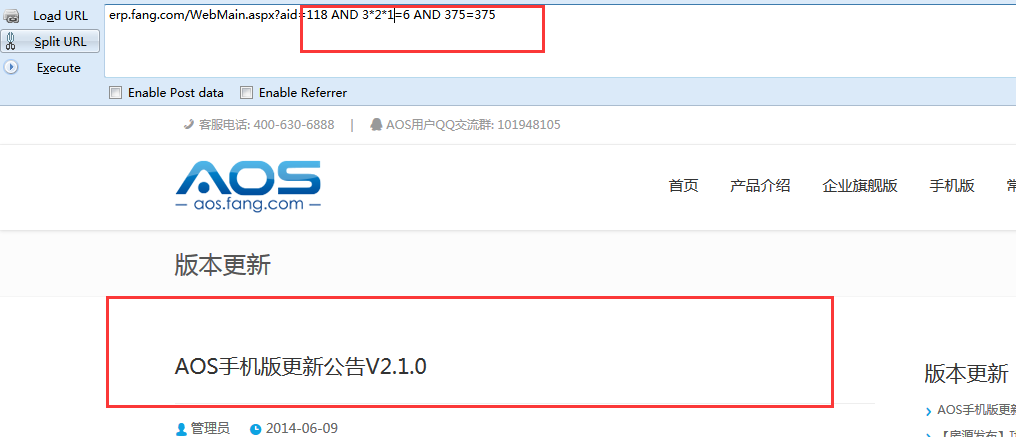 Load URL
erp.fang.com/WebMain.aspx?aid=118 AND 3*2*1=6 AND 375=375
Split URL
Execute
Enable Post data
Enable Referrer
客服电话: 400-630-6888 | AOS用户QQ交流群: 101948105
AOS
aos.fang.com
首页
产品介绍
企业旗舰版
手机版
常
版本更新
AOS手机版更新公告V2.1.0
管理员
2014-06-09
版本更新
AOS手机版更新
【房源发布】